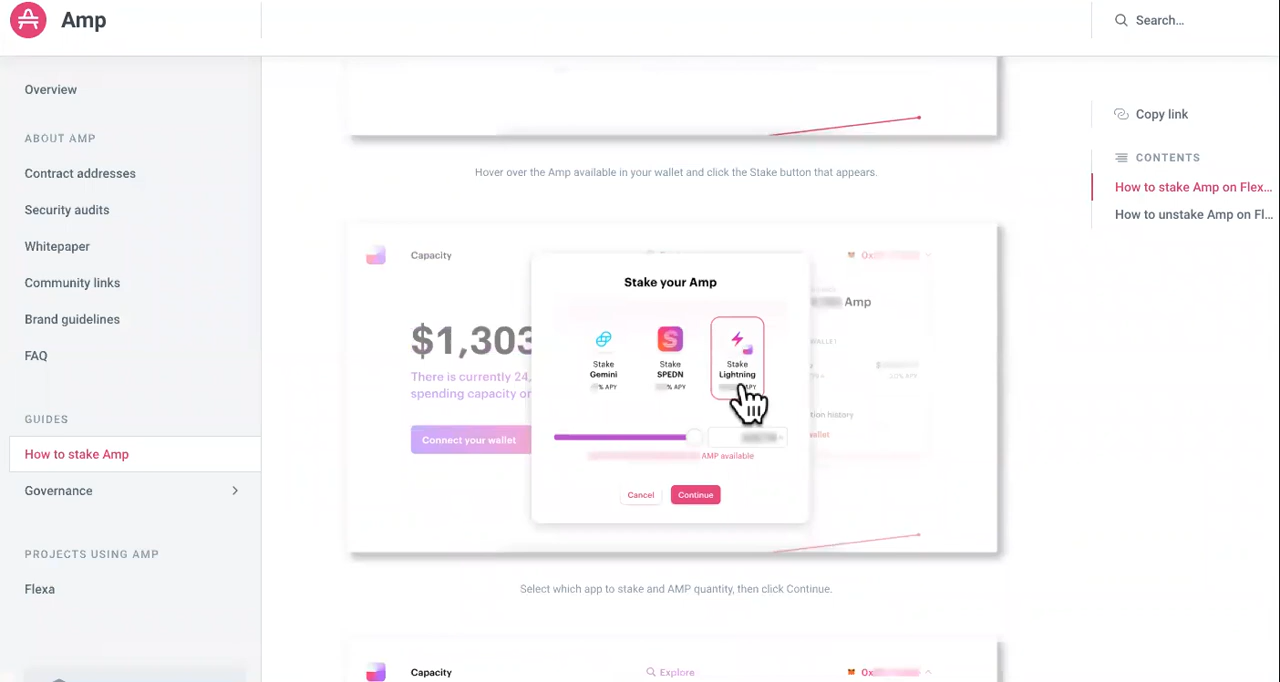 Amp
Search...
Overview
ABOUT AMP
Contract addresses
Security audits
Whitepaper
Community links
Brand guidelines
FAQ
GUIDES
How to stake Amp
Governance
PROJECTS USING AMP
Flexa
Hover over the Amp available in your wallet and click the Stake button that appears.
Capacity
0x
$1,303
There is currently 24,
spending capacity or
Connect your wallet
Amp
Stake your Amp
Stake
Gemini
% APY
Stake
SPEDN
% APY
Stake
Lightning
AMP available
Cancel
Continue
Select which app to stake and AMP quantity, then click Continue.
Capacity
Explore
0x
Copy link
CONTENTS
How to stake Amp on Flex...
How to unstake Amp on Fl...